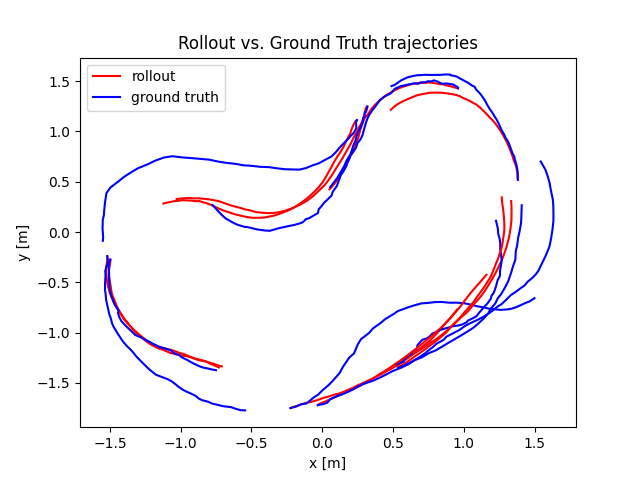 Rollout vs. Ground Truth trajectories
rollout
ground truth
1.5
1.0
0.5
0.0
−0.5
−1.0
−1.5
y [m]
−1.5 −1.0 −0.5 0.0 0.5 1.0 1.5
x [m]